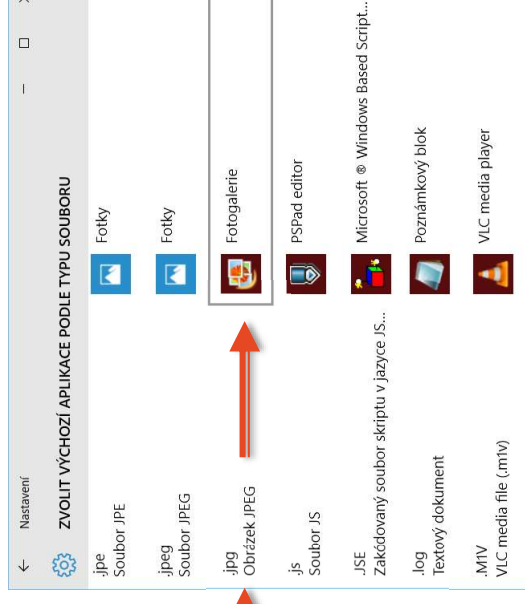 Nastavení
ZVOLIT VÝCHOZÍ APLIKACE PODLE TYPU SOUBORU
.jpe
Soubor JPE
Fotky
.jpeg
Soubor JPEG
Fotky
.jpg
Obrázek JPEG
Fotogalerie
.js
Soubor JS
PSPad editor
.JSE
Zakódovaný soubor skriptu v jazyce JS...
Microsoft ® Windows Based Script...
.log
Textový dokument
Poznámkový blok
.M1V
VLC media file (.m1v)
VLC media player